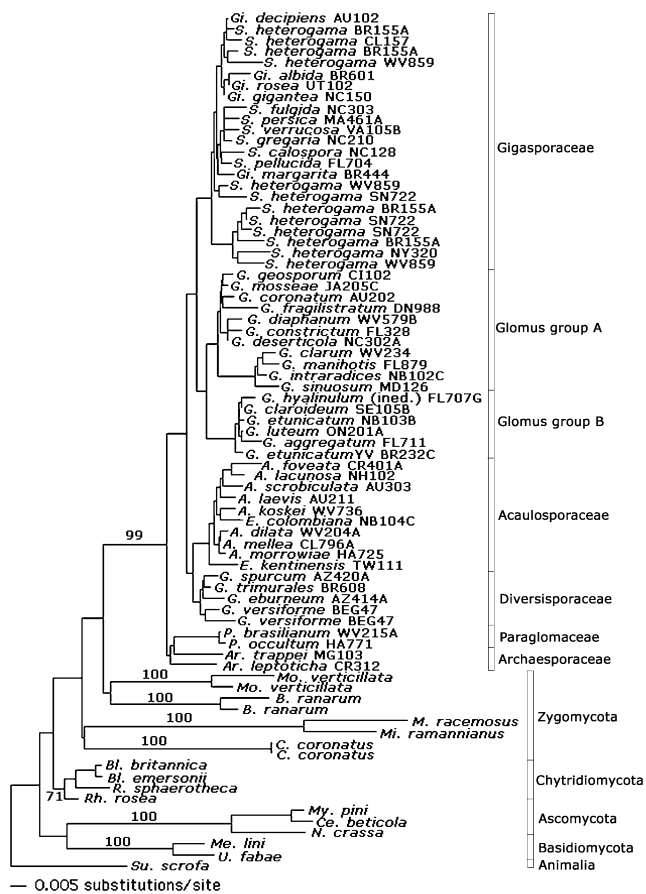 Gi. decipiens AU102
S. heterogama BR155A
S. heterogama CL157
S. heterogama BR155A
S. heterogama WV859
Gi. albida BR601
Gi. rosea UT102
Gi. gigantea NC150
S. fulgida NC303
S. persica MA461A
S. verrucosa VA105B
S. gregaria NC210
S. calospora NC128
S. pellucida FL704
Gi. margarita BR444
S. heterogama WV859
S. heterogama SN722
S. heterogama BR155A
S. heterogama SN722
S. heterogama SN722
S. heterogama BR155A
S. heterogama NY320
S. heterogama WV859
Gigasporaceae
G. geosporum CI102
G. mosseae JA205C
G. coronatum AU202
G. fragilistratum DN988
G. diaphanum WV579B
G. constrictum FL328
G. deserticola NC302A
G. clarum WV234
G. manihotis FL879
G. intraradices NB102C
G. sinuosum MD126
Glomus group A
G. hyalinulum (ined.) FL707G
G. claroideum SE105B
G. etunicatum NB103B
G. luteum ON201A
G. aggregatum FL711
G. etunicatumYV BR232C
Glomus group B
A. foveata CR401A
A. lacunosa NH102
A. scrobiculata AU303
A. laevis AU211
A. koskei WV736
E. colombiana NB104C
A. dilata WV204A
A. mellea CL796A
A. morrowiae HA725
E. kentinensis TW111
Acaulosporaceae
99
G. spurcum AZ420A
G. trimurales BR608
G. eburneum AZ414A
G. versiforme BEG47
G. versiforme BEG47
Diversisporaceae
P. brasilianum WV215A
P. occultum HA771
Paraglomaceae
Ar. trappei MG103
Ar. leptoticha CR312
Archaesporaceae
100
Mo. verticillata
Mo. verticillata
100
B. ranarum
B. ranarum
100
M. racemosus
Mi. ramannianus
100
C. coronatus
C. coronatus
Zygomycota
Bl. britannica
Bl. emersonii
R. sphaerotheca
71
Rh. rosea
Chytridiomycota
100
My. pini
Ce. beticola
N. crassa
Ascomycota
100
Me. lini
U. fabae
Basidiomycota
Su. scrofa
Animalia
0.005 substitutions/site